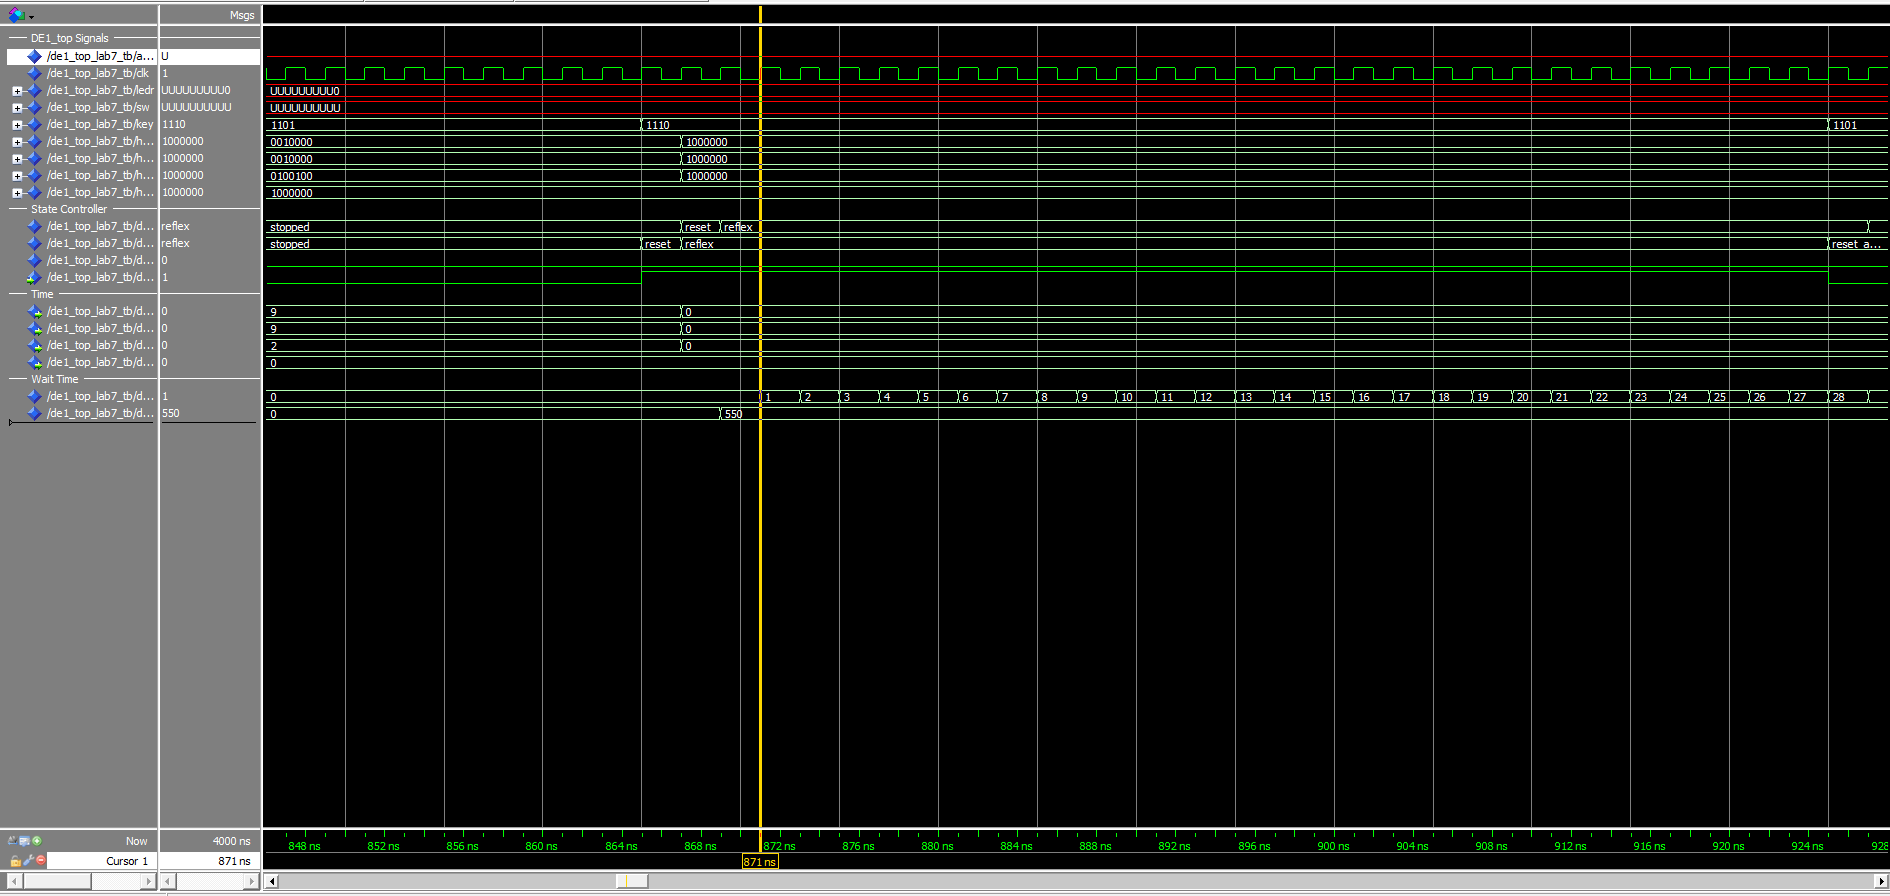 Msgs
DE1_top Signals
/de1_top_lab7_tb/a... U
/de1_top_lab7_tb/clk 1
/de1_top_lab7_tb/ledr UUUUUUUUU0 UUUUUUUUU0
/de1_top_lab7_tb/sw UUUUUUUUUU UUUUUUUUUU
/de1_top_lab7_tb/key 1110 1101 1110 1101
/de1_top_lab7_tb/h... 1000000 0010000 1000000
/de1_top_lab7_tb/h... 1000000 0010000 1000000
/de1_top_lab7_tb/h... 1000000 0100100 1000000
/de1_top_lab7_tb/h... 1000000 1000000
State Controller
/de1_top_lab7_tb/d... reflex stopped reset reflex
/de1_top_lab7_tb/d... reflex stopped reset reflex reset a...
/de1_top_lab7_tb/d... 0
/de1_top_lab7_tb/d... 1
Time
/de1_top_lab7_tb/d... 0 9 0
/de1_top_lab7_tb/d... 0 9 0
/de1_top_lab7_tb/d... 0 2 0
/de1_top_lab7_tb/d... 0 0
Wait Time
/de1_top_lab7_tb/d... 1 0 1 2 3 4 5 6 7 8 9 10 11 12 13 14 15 16 17 18 19 20 21 22 23 24 25 26 27 28
/de1_top_lab7_tb/d... 550 0 550
Now 4000 ns 848 ns 852 ns 856 ns 860 ns 864 ns 868 ns 872 ns 876 ns 880 ns 884 ns 888 ns 892 ns 896 ns 900 ns 904 ns 908 ns 912 ns 916 ns 920 ns 924 ns 928
Cursor 1 871 ns 871 ns